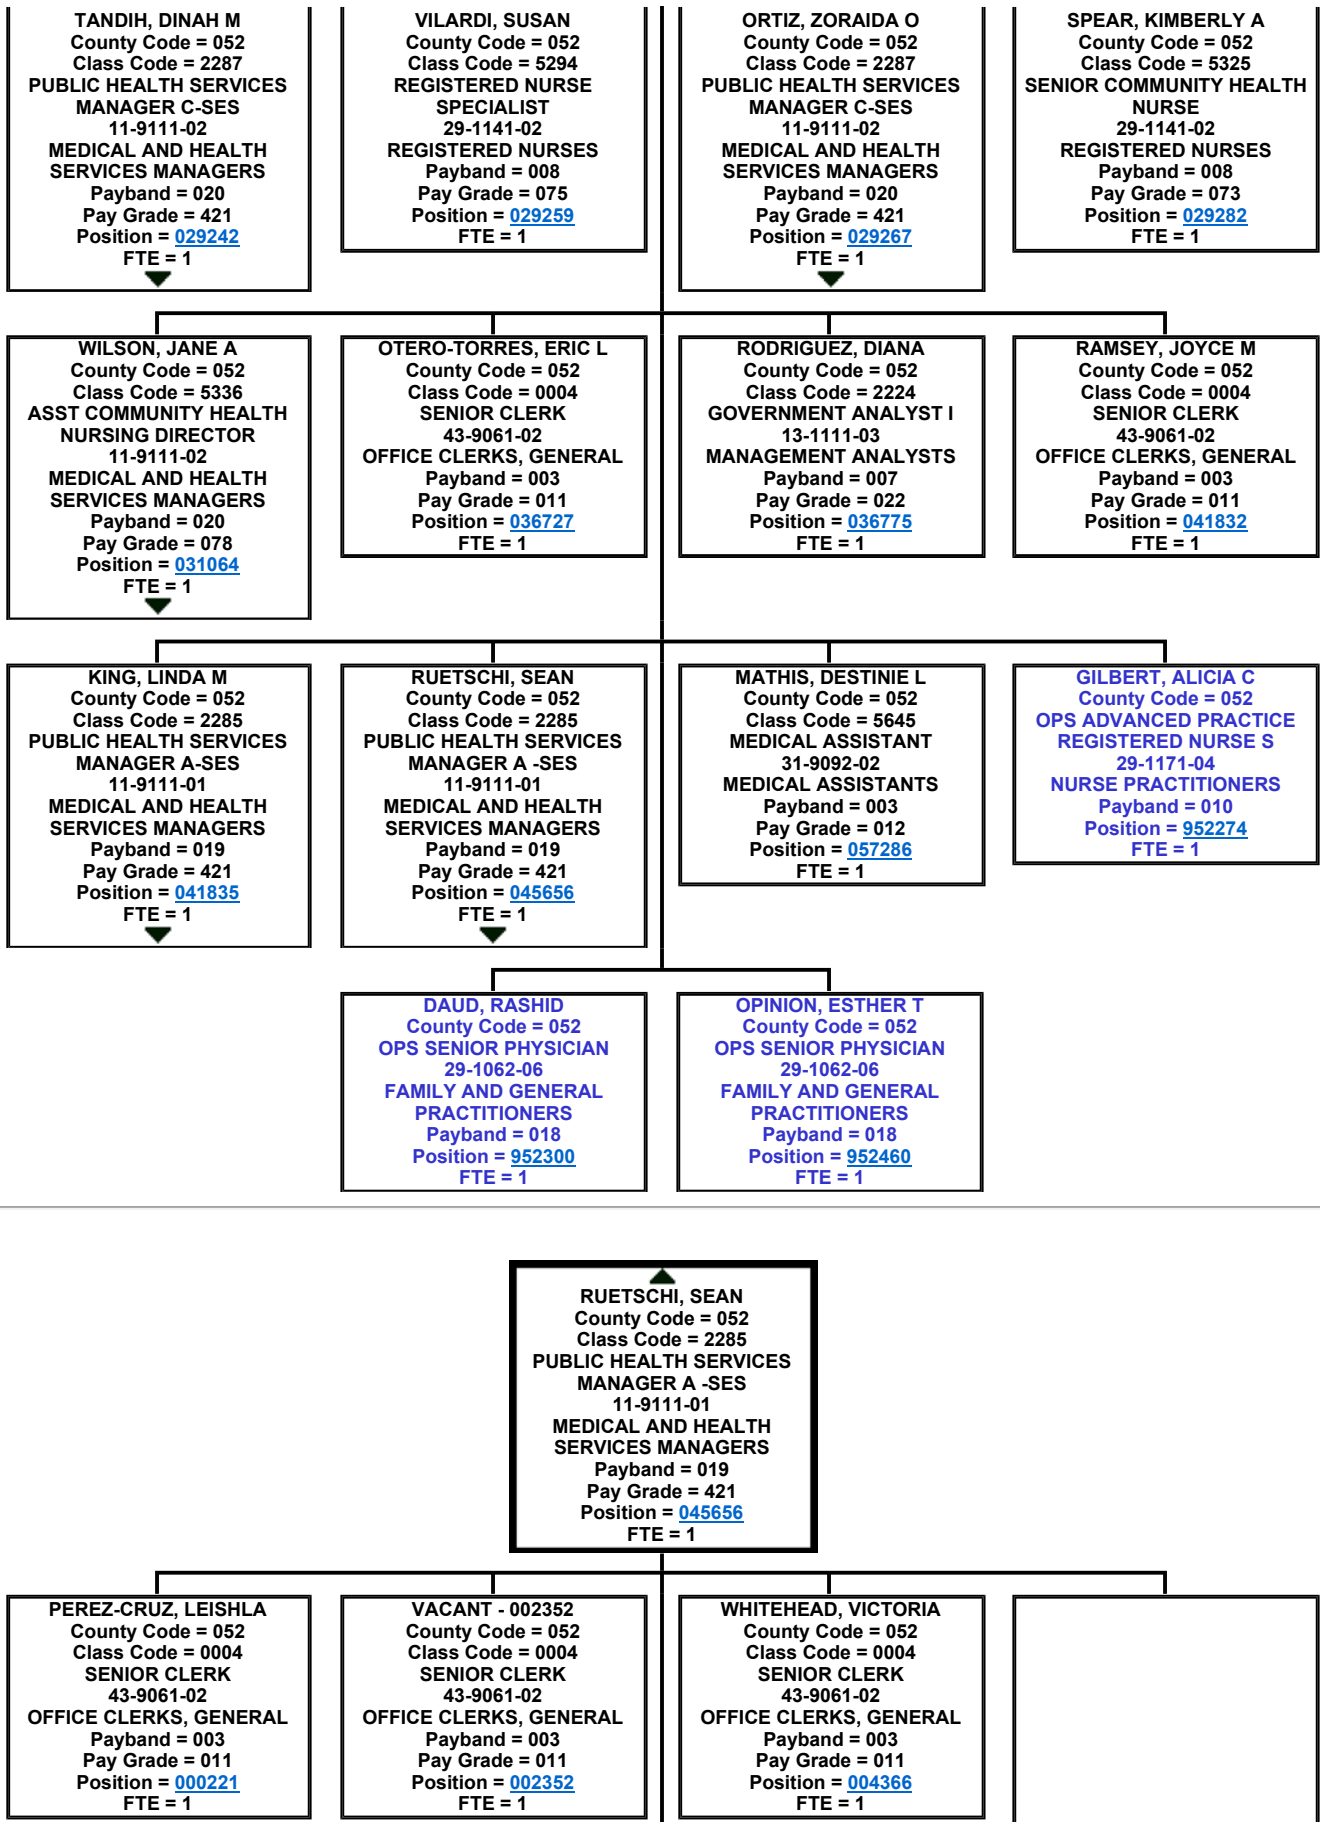 TANDIH, DINAH M
County Code = 052
Class Code = 2287
PUBLIC HEALTH SERVICES
MANAGER C-SES
11-9111-02
MEDICAL AND HEALTH
SERVICES MANAGERS
Payband = 020
Pay Grade = 421
Position = 029242
FTE = 1
VILARDI, SUSAN
County Code = 052
Class Code = 5294
REGISTERED NURSE
SPECIALIST
29-1141-02
REGISTERED NURSES
Payband = 008
Pay Grade = 075
Position = 029259
FTE = 1
ORTIZ, ZORAIDA O
County Code = 052
Class Code = 2287
PUBLIC HEALTH SERVICES
MANAGER C-SES
11-9111-02
MEDICAL AND HEALTH
SERVICES MANAGERS
Payband = 020
Pay Grade = 421
Position = 029267
FTE = 1
SPEAR, KIMBERLY A
County Code = 052
Class Code = 5325
SENIOR COMMUNITY HEALTH
NURSE
29-1141-02
REGISTERED NURSES
Payband = 008
Pay Grade = 073
Position = 029282
FTE = 1
WILSON, JANE A
County Code = 052
Class Code = 5336
ASST COMMUNITY HEALTH
NURSING DIRECTOR
11-9111-02
MEDICAL AND HEALTH
SERVICES MANAGERS
Payband = 020
Pay Grade = 078
Position = 031064
FTE = 1
OTERO-TORRES, ERIC L
County Code = 052
Class Code = 0004
SENIOR CLERK
43-9061-02
OFFICE CLERKS, GENERAL
Payband = 003
Pay Grade = 011
Position = 036727
FTE = 1
RODRIGUEZ, DIANA
County Code = 052
Class Code = 2224
GOVERNMENT ANALYST I
13-1111-03
MANAGEMENT ANALYSTS
Payband = 007
Pay Grade = 022
Position = 036775
FTE = 1
RAMSEY, JOYCE M
County Code = 052
Class Code = 0004
SENIOR CLERK
43-9061-02
OFFICE CLERKS, GENERAL
Payband = 003
Pay Grade = 011
Position = 041832
FTE = 1
KING, LINDA M
County Code = 052
Class Code = 2285
PUBLIC HEALTH SERVICES
MANAGER A-SES
11-9111-01
MEDICAL AND HEALTH
SERVICES MANAGERS
Payband = 019
Pay Grade = 421
Position = 041835
FTE = 1
RUETSCHI, SEAN
County Code = 052
Class Code = 2285
PUBLIC HEALTH SERVICES
MANAGER A -SES
11-9111-01
MEDICAL AND HEALTH
SERVICES MANAGERS
Payband = 019
Pay Grade = 421
Position = 045656
FTE = 1
MATHIS, DESTINIE L
County Code = 052
Class Code = 5645
MEDICAL ASSISTANT
31-9092-02
MEDICAL ASSISTANTS
Payband = 003
Pay Grade = 012
Position = 057286
FTE = 1
GILBERT, ALICIA C
County Code = 052
OPS ADVANCED PRACTICE
REGISTERED NURSE S
29-1171-04
NURSE PRACTITIONERS
Payband = 010
Position = 952274
FTE = 1
DAUD, RASHID
County Code = 052
OPS SENIOR PHYSICIAN
29-1062-06
FAMILY AND GENERAL
PRACTITIONERS
Payband = 018
Position = 952300
FTE = 1
OPINION, ESTHER T
County Code = 052
OPS SENIOR PHYSICIAN
29-1062-06
FAMILY AND GENERAL
PRACTITIONERS
Payband = 018
Position = 952460
FTE = 1
RUETSCHI, SEAN
County Code = 052
Class Code = 2285
PUBLIC HEALTH SERVICES
MANAGER A -SES
11-9111-01
MEDICAL AND HEALTH
SERVICES MANAGERS
Payband = 019
Pay Grade = 421
Position = 045656
FTE = 1
PEREZ-CRUZ, LEISHLA
County Code = 052
Class Code = 0004
SENIOR CLERK
43-9061-02
OFFICE CLERKS, GENERAL
Payband = 003
Pay Grade = 011
Position = 000221
FTE = 1
VACANT - 002352
County Code = 052
Class Code = 0004
SENIOR CLERK
43-9061-02
OFFICE CLERKS, GENERAL
Payband = 003
Pay Grade = 011
Position = 002352
FTE = 1
WHITEHEAD, VICTORIA
County Code = 052
Class Code = 0004
SENIOR CLERK
43-9061-02
OFFICE CLERKS, GENERAL
Payband = 003
Pay Grade = 011
Position = 004366
FTE = 1